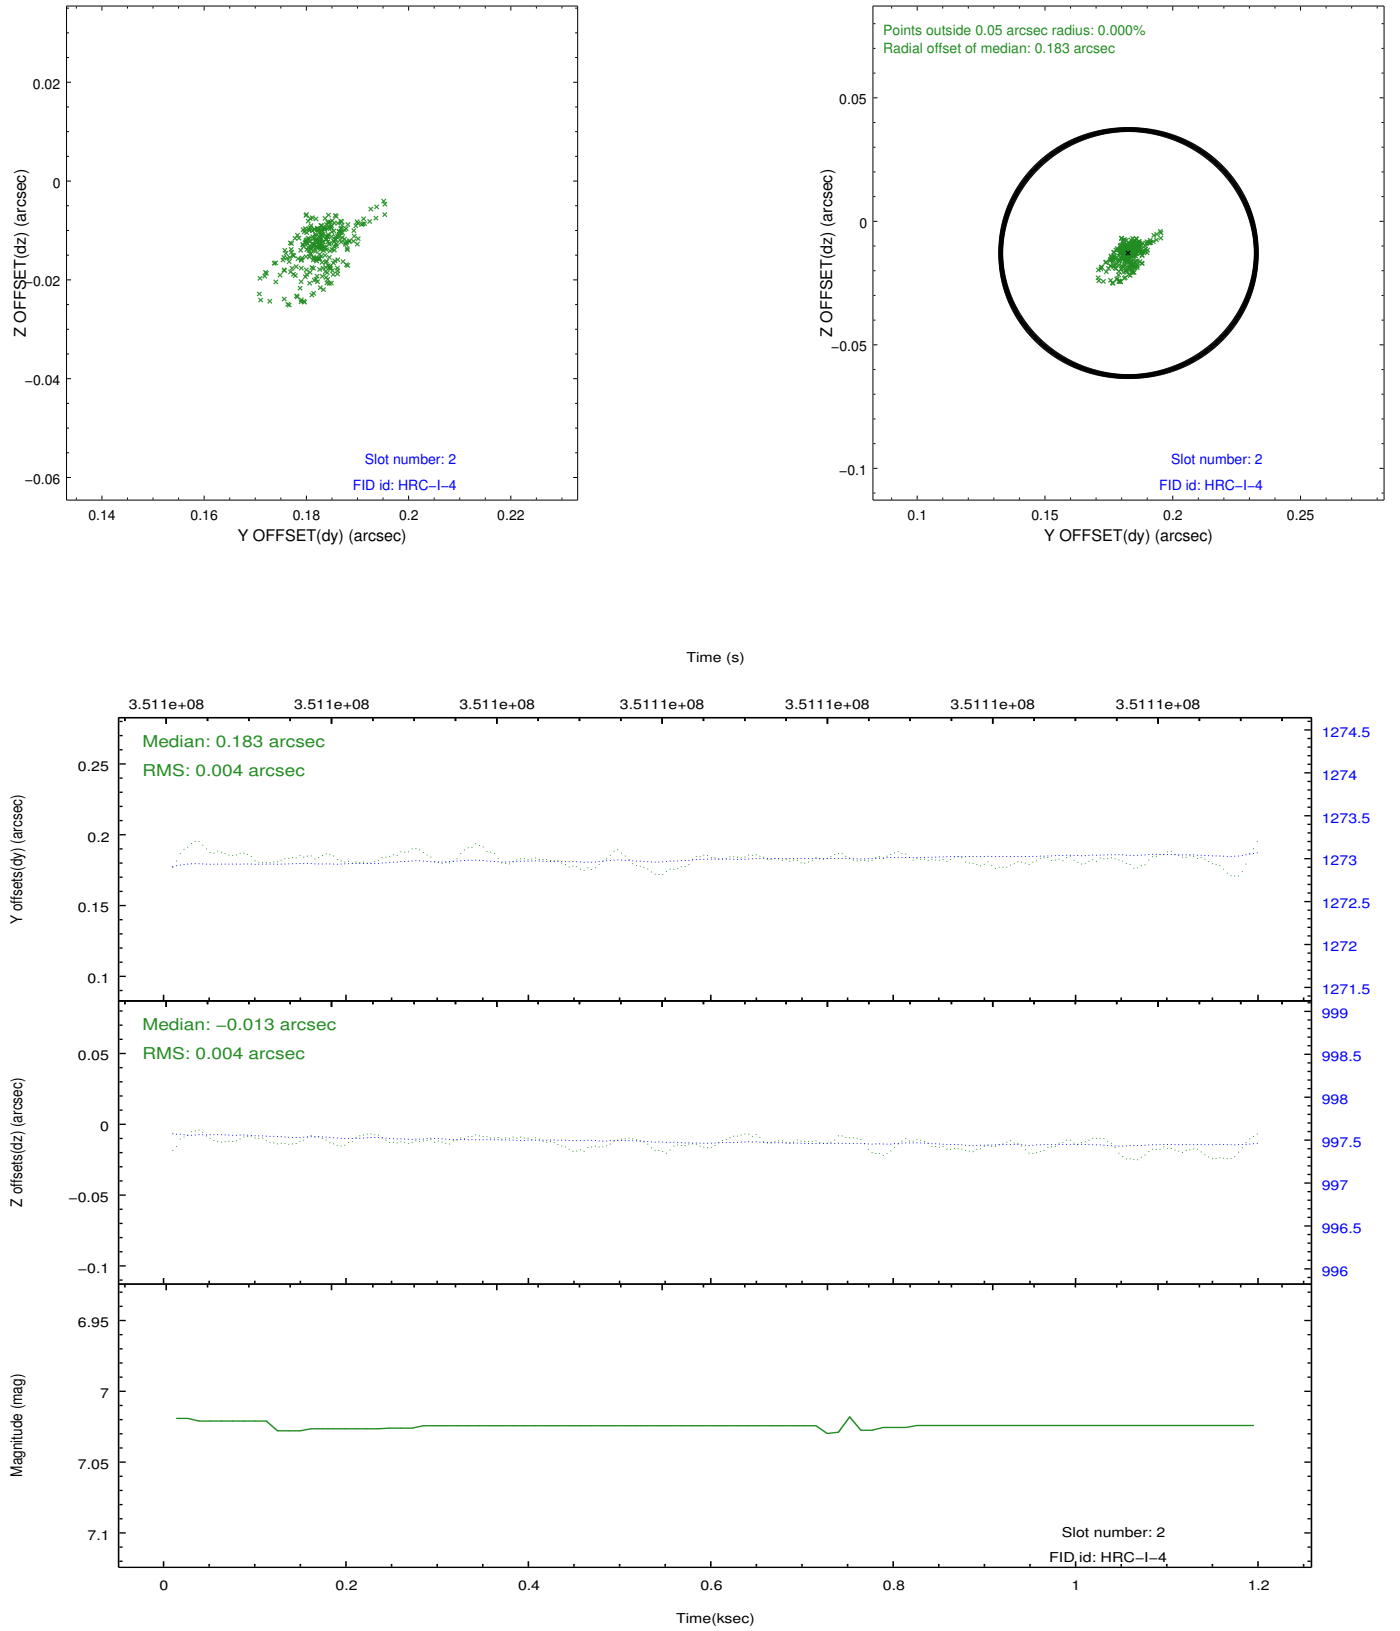 0.02
0
−0.02
−0.04
−0.06
Z OFFSET(dz) (arcsec)
Slot number: 2
FID id: HRC−I−4
0.14 0.16 0.18 0.2 0.22
Y OFFSET(dy) (arcsec)
Points outside 0.05 arcsec radius: 0.000%
Radial offset of median: 0.183 arcsec
0.05
0
−0.05
−0.1
Z OFFSET(dz) (arcsec)
Slot number: 2
FID id: HRC−I−4
0.1 0.15 0.2 0.25
Y OFFSET(dy) (arcsec)
Time (s)
3.511e+08 3.511e+08 3.511e+08 3.5111e+08 3.5111e+08 3.5111e+08 3.5111e+08
Median: 0.183 arcsec
RMS: 0.004 arcsec
0.25
0.2
0.15
0.1
Y offsets(dy) (arcsec)
1274.5
1274
1273.5
1273
1272.5
1272
1271.5
Median: −0.013 arcsec
RMS: 0.004 arcsec
0.05
0
−0.05
−0.1
Z offsets(dz) (arcsec)
999
998.5
998
997.5
997
996.5
996
6.95
7
7.05
7.1
Magnitude (mag)
Slot number: 2
FID id: HRC−I−4
0 0.2 0.4 0.6 0.8 1 1.2
Time(ksec)